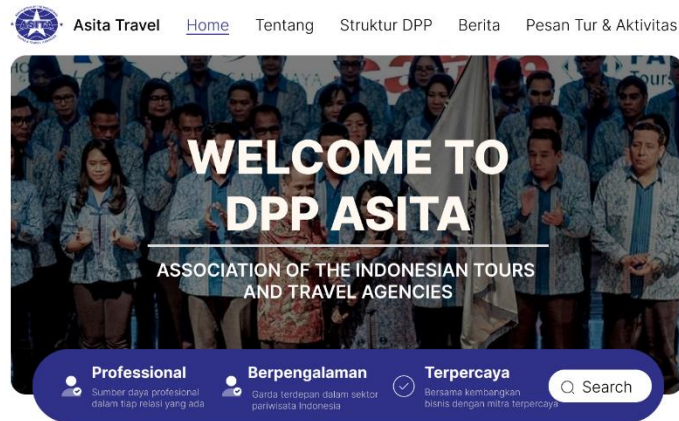 ASITA
Asita Travel Home Tentang Struktur DPP Berita Pesan Tur & Aktivitas
Tours
WELCOME TO
DPP ASITA
ASSOCIATION OF THE INDONESIAN TOURS
AND TRAVEL AGENCIES
Professional
Sumber daya profesional
dalam tiap relasi yang ada
Berpengalaman
Garda terdepan dalam sektor
pariwisata Indonesia
Terpercaya
Bersama kembangkan
bisnis dengan mitra terpercaya
Search